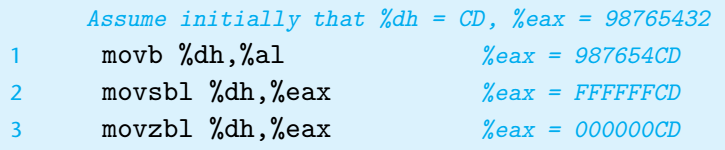 Assume initially that %dh = CD, %eax = 98765432
1 movb %dh,%al %eax = 987654CD
2 movsbl %dh,%eax %eax = FFFFFFCD
3 movzbl %dh,%eax %eax = 000000CD